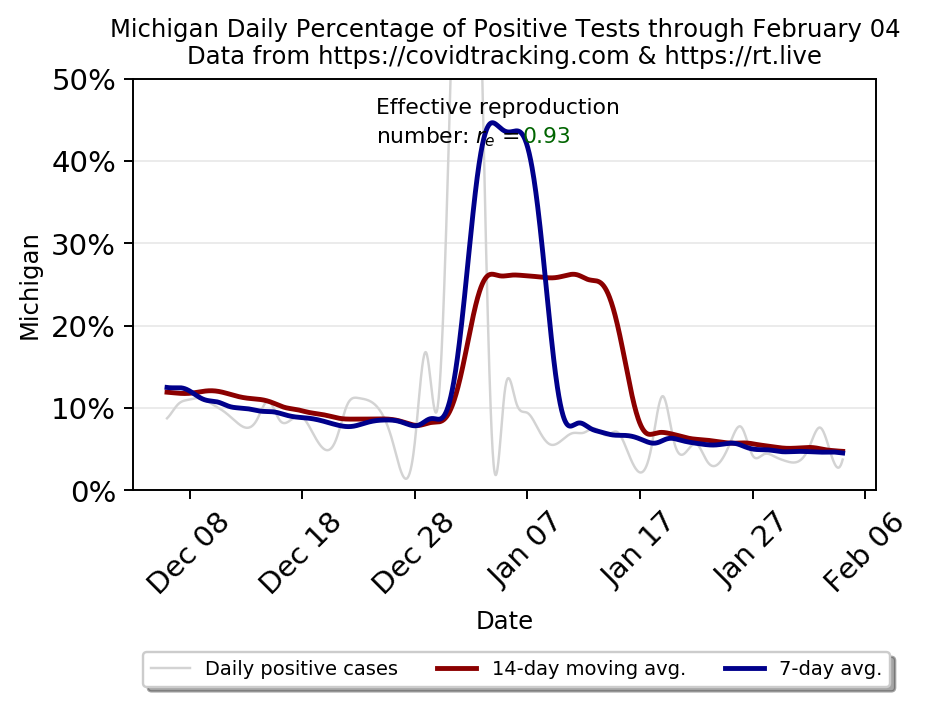 Michigan Daily Percentage of Positive Tests through February 04
Data from https://covidtracking.com & https://rt.live
50%
Effective reproduction
number: re = 0.93
40%
30%
20%
10%
0%
Michigan
Dec 08
Dec 18
Dec 28
Jan 07
Jan 17
Jan 27
Feb 06
Date
Daily positive cases
14-day moving avg.
7-day avg.